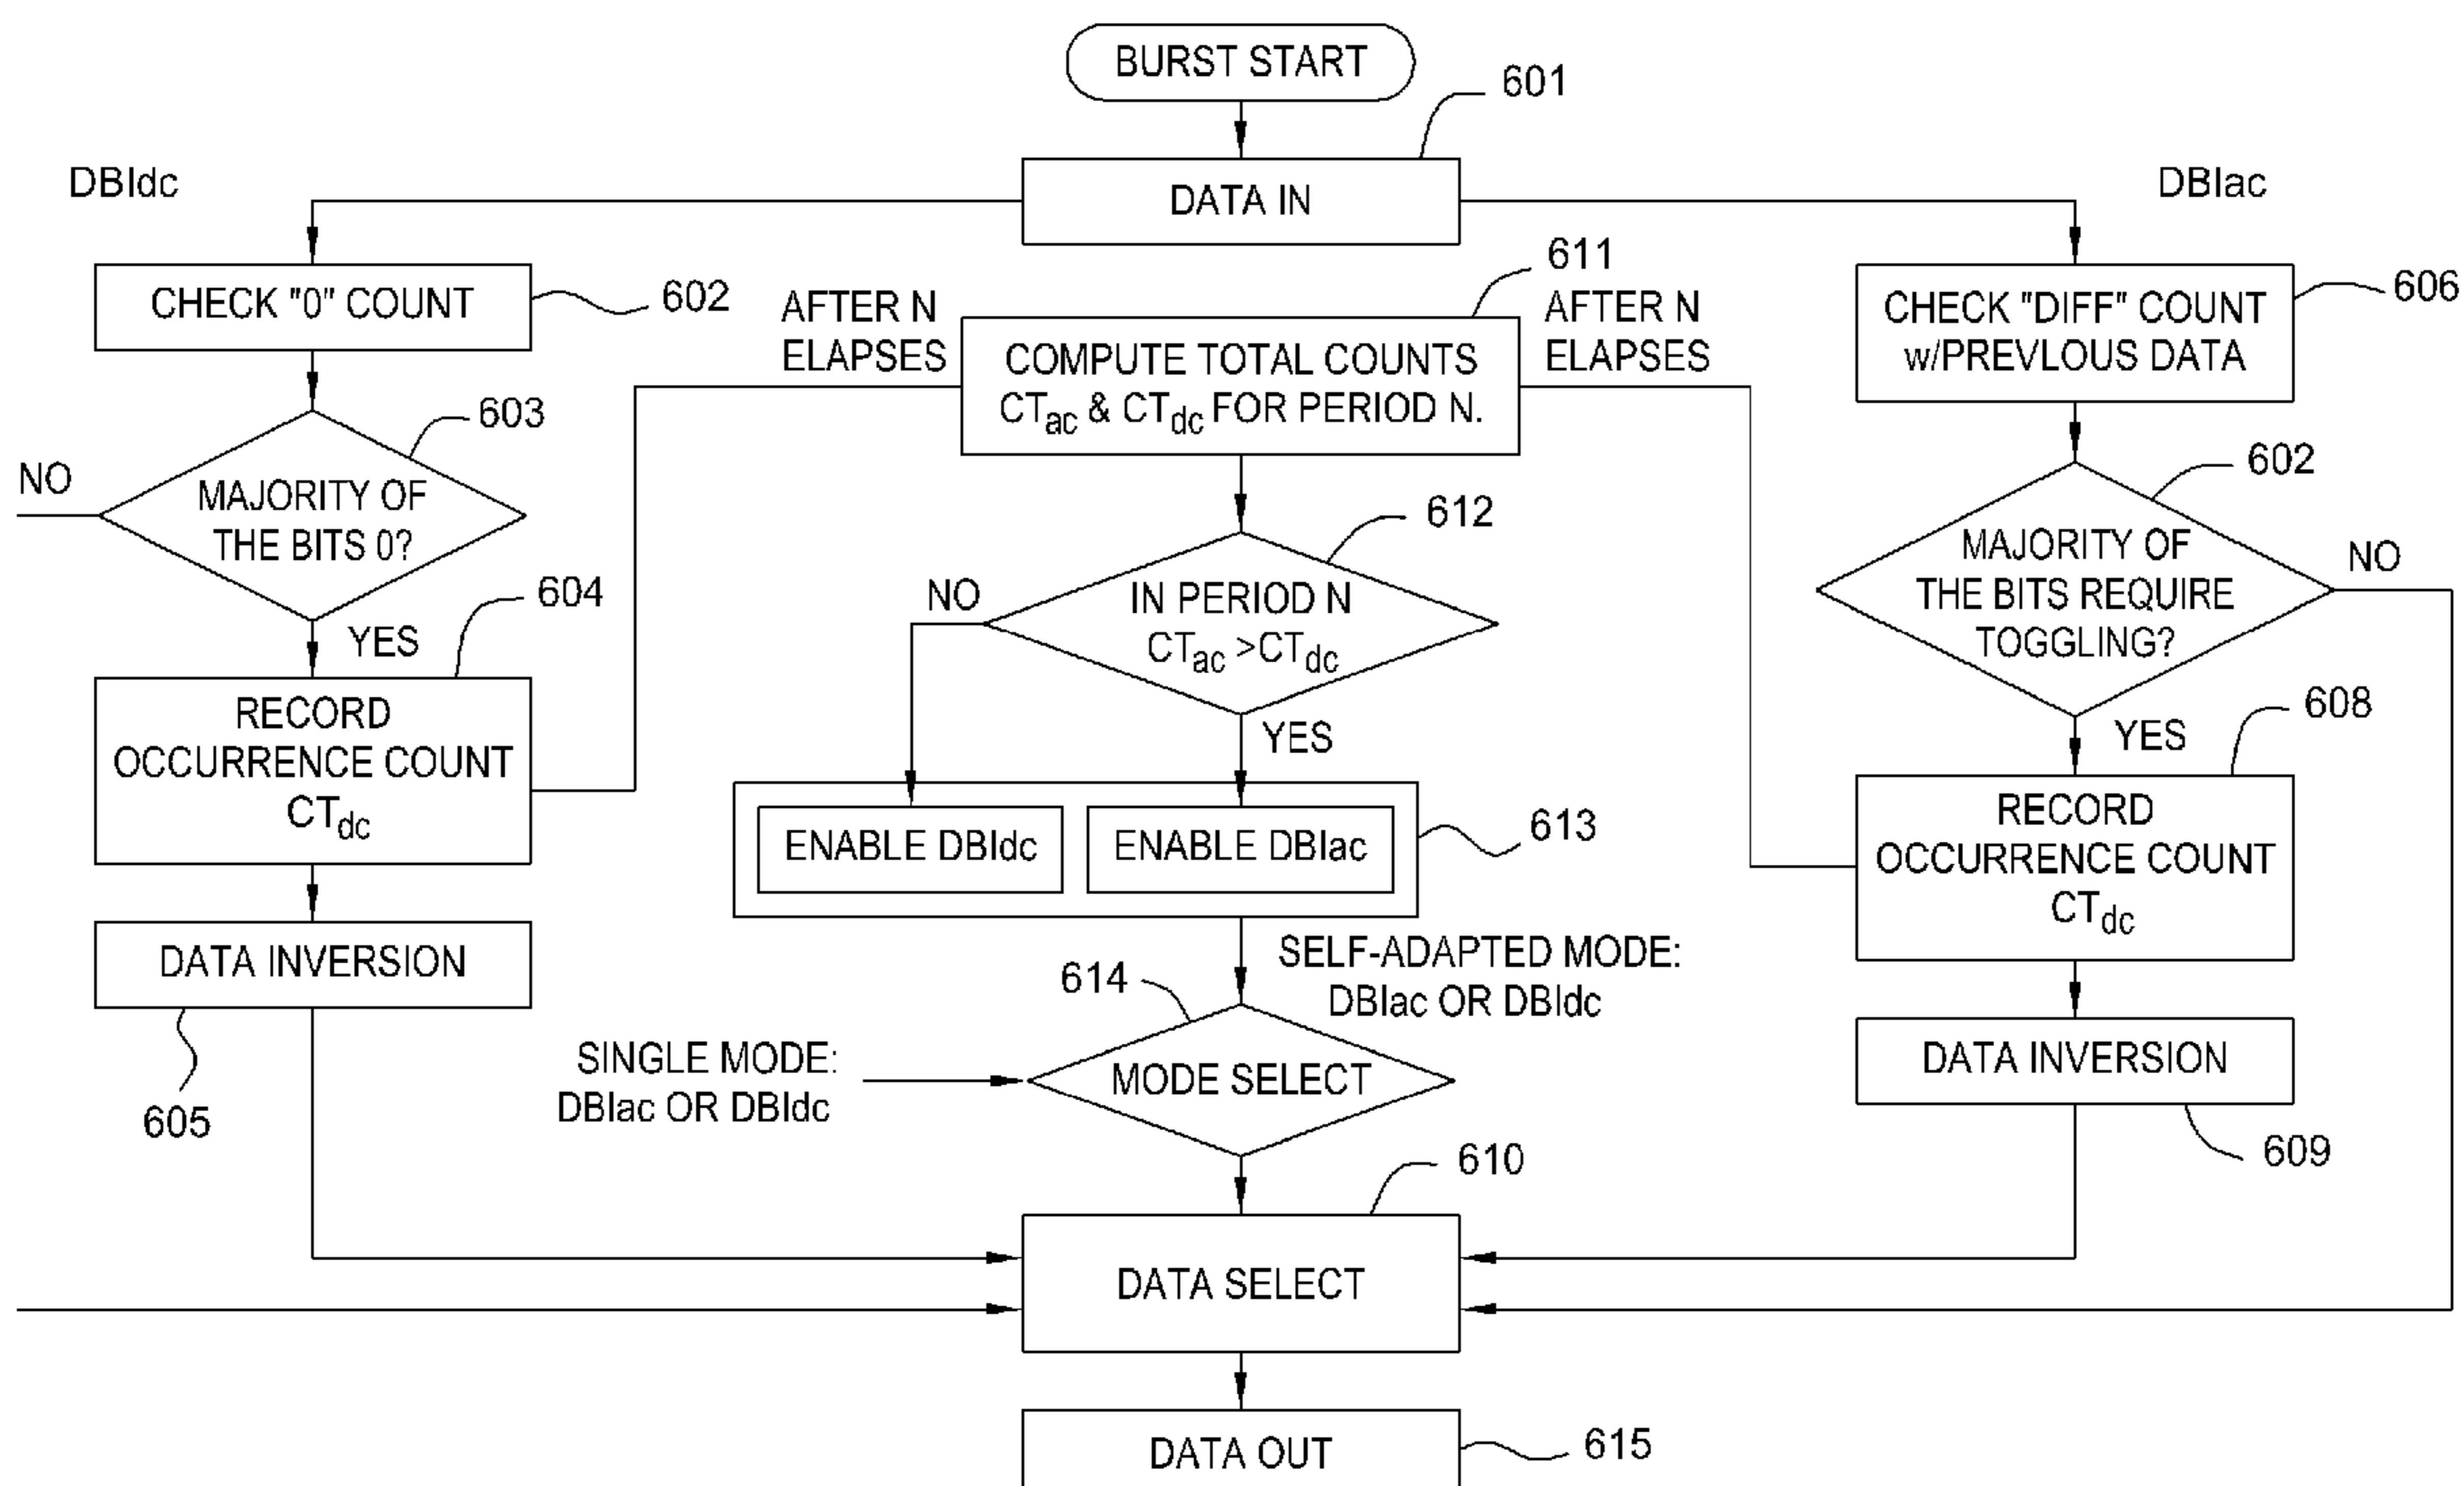 BURST START
601
DATA IN
DBIdc
DBIac
CHECK "0" COUNT
602
603
MAJORITY OF
THE BITS 0?
NO
YES
604
RECORD
OCCURRENCE COUNT
CTdc
DATA INVERSION
605
AFTER N
ELAPSES
611
COMPUTE TOTAL COUNTS
CTac & CTdc FOR PERIOD N.
AFTER N
ELAPSES
612
IN PERIOD N
CTac >CTdc
NO
YES
ENABLE DBIdc
ENABLE DBIac
613
SELF-ADAPTED MODE:
DBIac OR DBIdc
614
SINGLE MODE:
DBIac OR DBIdc
MODE SELECT
CHECK "DIFF" COUNT
w/PREVLOUS DATA
606
602
MAJORITY OF
THE BITS REQUIRE
TOGGLING?
NO
YES
608
RECORD
OCCURRENCE COUNT
CTdc
DATA INVERSION
609
610
DATA SELECT
DATA OUT
615